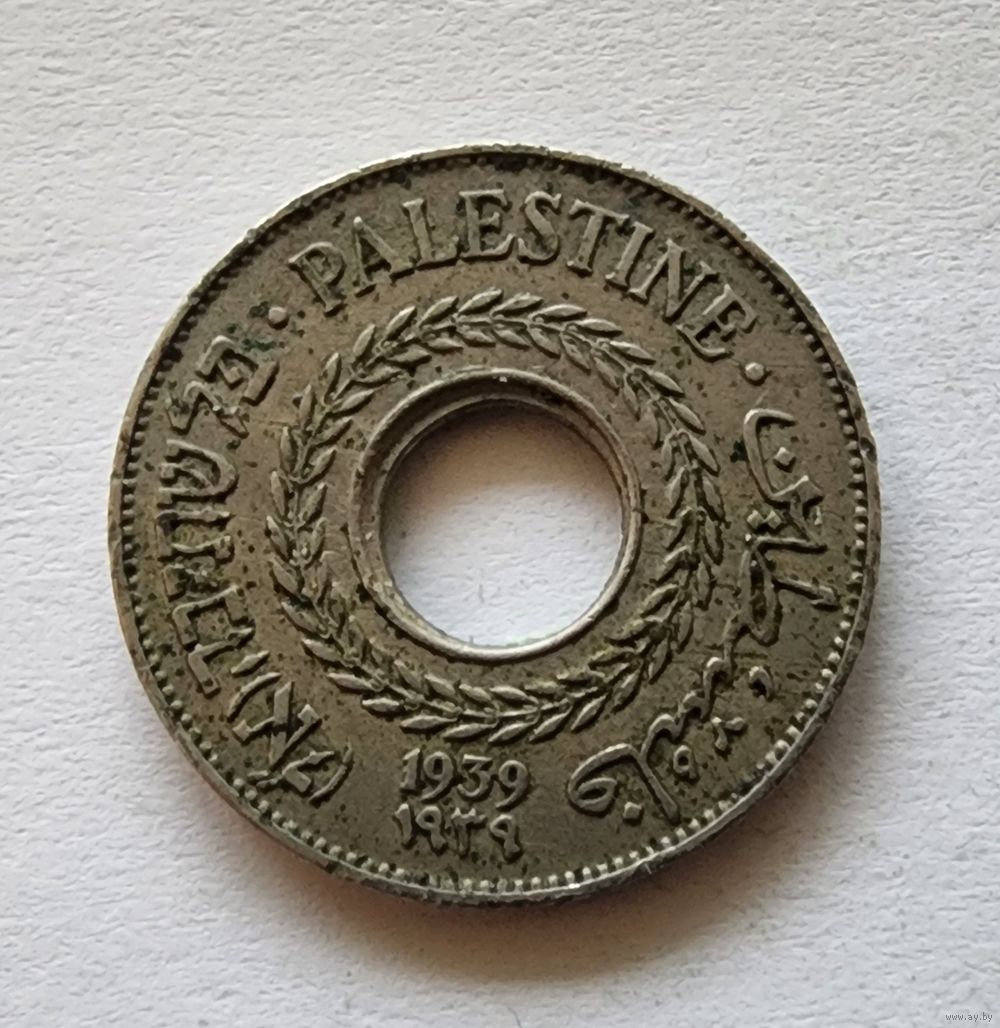 PALESTINE
فلسطين
פלשתינה (א״י)
1939
١٩٣٩
www.ay.by